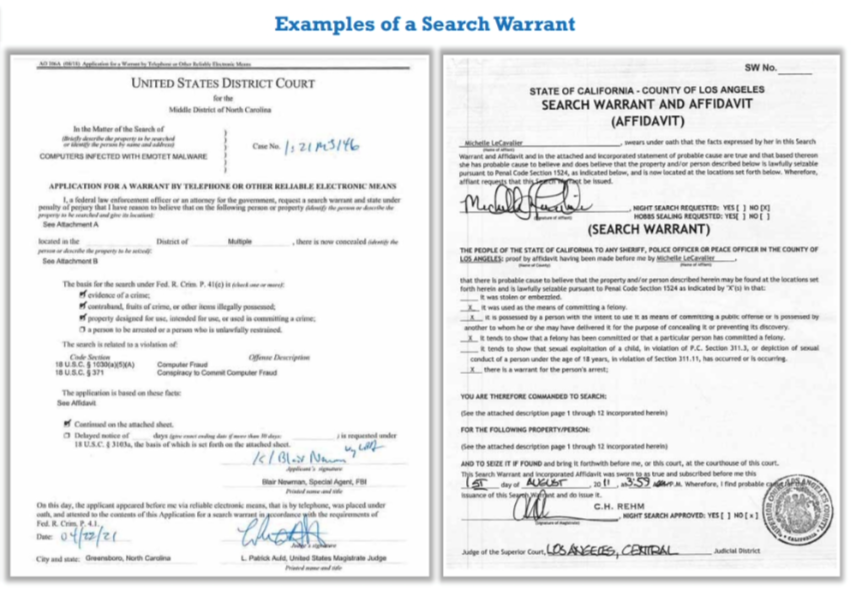 Examples of a Search Warrant
AO 106A (08/18) Application for a Warrant by Telephone or Other Reliable Electronic Means
UNITED STATES DISTRICT COURT
for the
Middle District of North Carolina
In the Matter of the Search of
(Briefly describe the property to be searched
or identify the person by name and address)
COMPUTERS INFECTED WITH EMOTET MALWARE
Case No. 1:21MJ146
APPLICATION FOR A WARRANT BY TELEPHONE OR OTHER RELIABLE ELECTRONIC MEANS
I, a federal law enforcement officer or an attorney for the government, request a search warrant and state under
penalty of perjury that I have reason to believe that on the following person or property (identify the person or describe the
property to be searched and give its location):
See Attachment A
located in the District of Multiple , there is now concealed (identify the
person or describe the property to be seized):
See Attachment B
The basis for the search under Fed. R. Crim. P. 41(c) is (check one or more):
evidence of a crime;
contraband, fruits of crime, or other items illegally possessed;
property designed for use, intended for use, or used in committing a crime;
a person to be arrested or a person who is unlawfully restrained.
The search is related to a violation of:
Code Section Offense Description
18 U.S.C. § 1030(a)(5)(A) Computer Fraud
18 U.S.C. § 371 Conspiracy to Commit Computer Fraud
The application is based on these facts:
See Affidavit
Continued on the attached sheet.
Delayed notice of days (give exact ending date if more than 30 days: ) is requested under
18 U.S.C. § 3103a, the basis of which is set forth on the attached sheet.
/s/ Blair Newman
Applicant's signature
Blair Newman, Special Agent, FBI
Printed name and title
On this day, the applicant appeared before me via reliable electronic means, that is by telephone, was placed under
oath, and attested to the contents of this Application for a search warrant in accordance with the requirements of
Fed. R. Crim. P. 4.1.
Date: 04/22/21
Judge's signature
City and state: Greensboro, North Carolina
L. Patrick Auld, United States Magistrate Judge
Printed name and title
SW No.
STATE OF CALIFORNIA - COUNTY OF LOS ANGELES
SEARCH WARRANT AND AFFIDAVIT
(AFFIDAVIT)
Michelle LeCavalier , swears under oath that the facts expressed by her in this Search
(Name of Affiant)
Warrant and Affidavit and in the attached and incorporated statement of probable cause are true and that based thereon
she has probable cause to believe and does believe that the property and/or person described below is lawfully seizable
pursuant to Penal Code Section 1524, as indicated below, and is now located at the locations set forth below. Wherefore,
affiant requests that this Search Warrant be issued.
(Signature of Affiant)
, NIGHT SEARCH REQUESTED: YES [ ] NO [X]
HOBBS SEALING REQUESTED: YES[ ] NO [ ]
(SEARCH WARRANT)
THE PEOPLE OF THE STATE OF CALIFORNIA TO ANY SHERIFF, POLICE OFFICER OR PEACE OFFICER IN THE COUNTY OF
LOS ANGELES: proof by affidavit having been made before me by Michelle LeCavalier ,
(Name of County) (Name of Affiant)
that there is probable cause to believe that the property and/or person described herein may be found at the locations set
forth herein and is lawfully seizable pursuant to Penal Code Section 1524 as indicated by "X"(s) in that:
it was stolen or embezzled.
X it was used as the means of committing a felony.
X it is possessed by a person with the intent to use it as means of committing a public offense or is possessed by
another to whom he or she may have delivered it for the purpose of concealing it or preventing its discovery.
X it tends to show that a felony has been committed or that a particular person has committed a felony.
it tends to show that sexual exploitation of a child, in violation of P.C. Section 311.3, or depiction of sexual
conduct of a person under the age of 18 years, in violation of Section 311.11, has occurred or is occurring.
X there is a warrant for the person's arrest;
YOU ARE THEREFORE COMMANDED TO SEARCH:
(See the attached description page 1 through 12 incorporated herein)
FOR THE FOLLOWING PROPERTY/PERSON:
(See the attached description page 1 through 12 incorporated herein)
AND TO SEIZE IT IF FOUND and bring it forthwith before me, or this court, at the courthouse of this court.
This Search Warrant and incorporated Affidavit was sworn to as true and subscribed before me this
1ST day of AUGUST , 2011, at 3:59 P.M. Wherefore, I find probable cause
issuance of this Search Warrant and do issue it.
C.H. REHM
(Signature of Magistrate)
, NIGHT SEARCH APPROVED: YES [ ] NO [x]
Judge of the Superior Court, LOS ANGELES, CENTRAL Judicial District